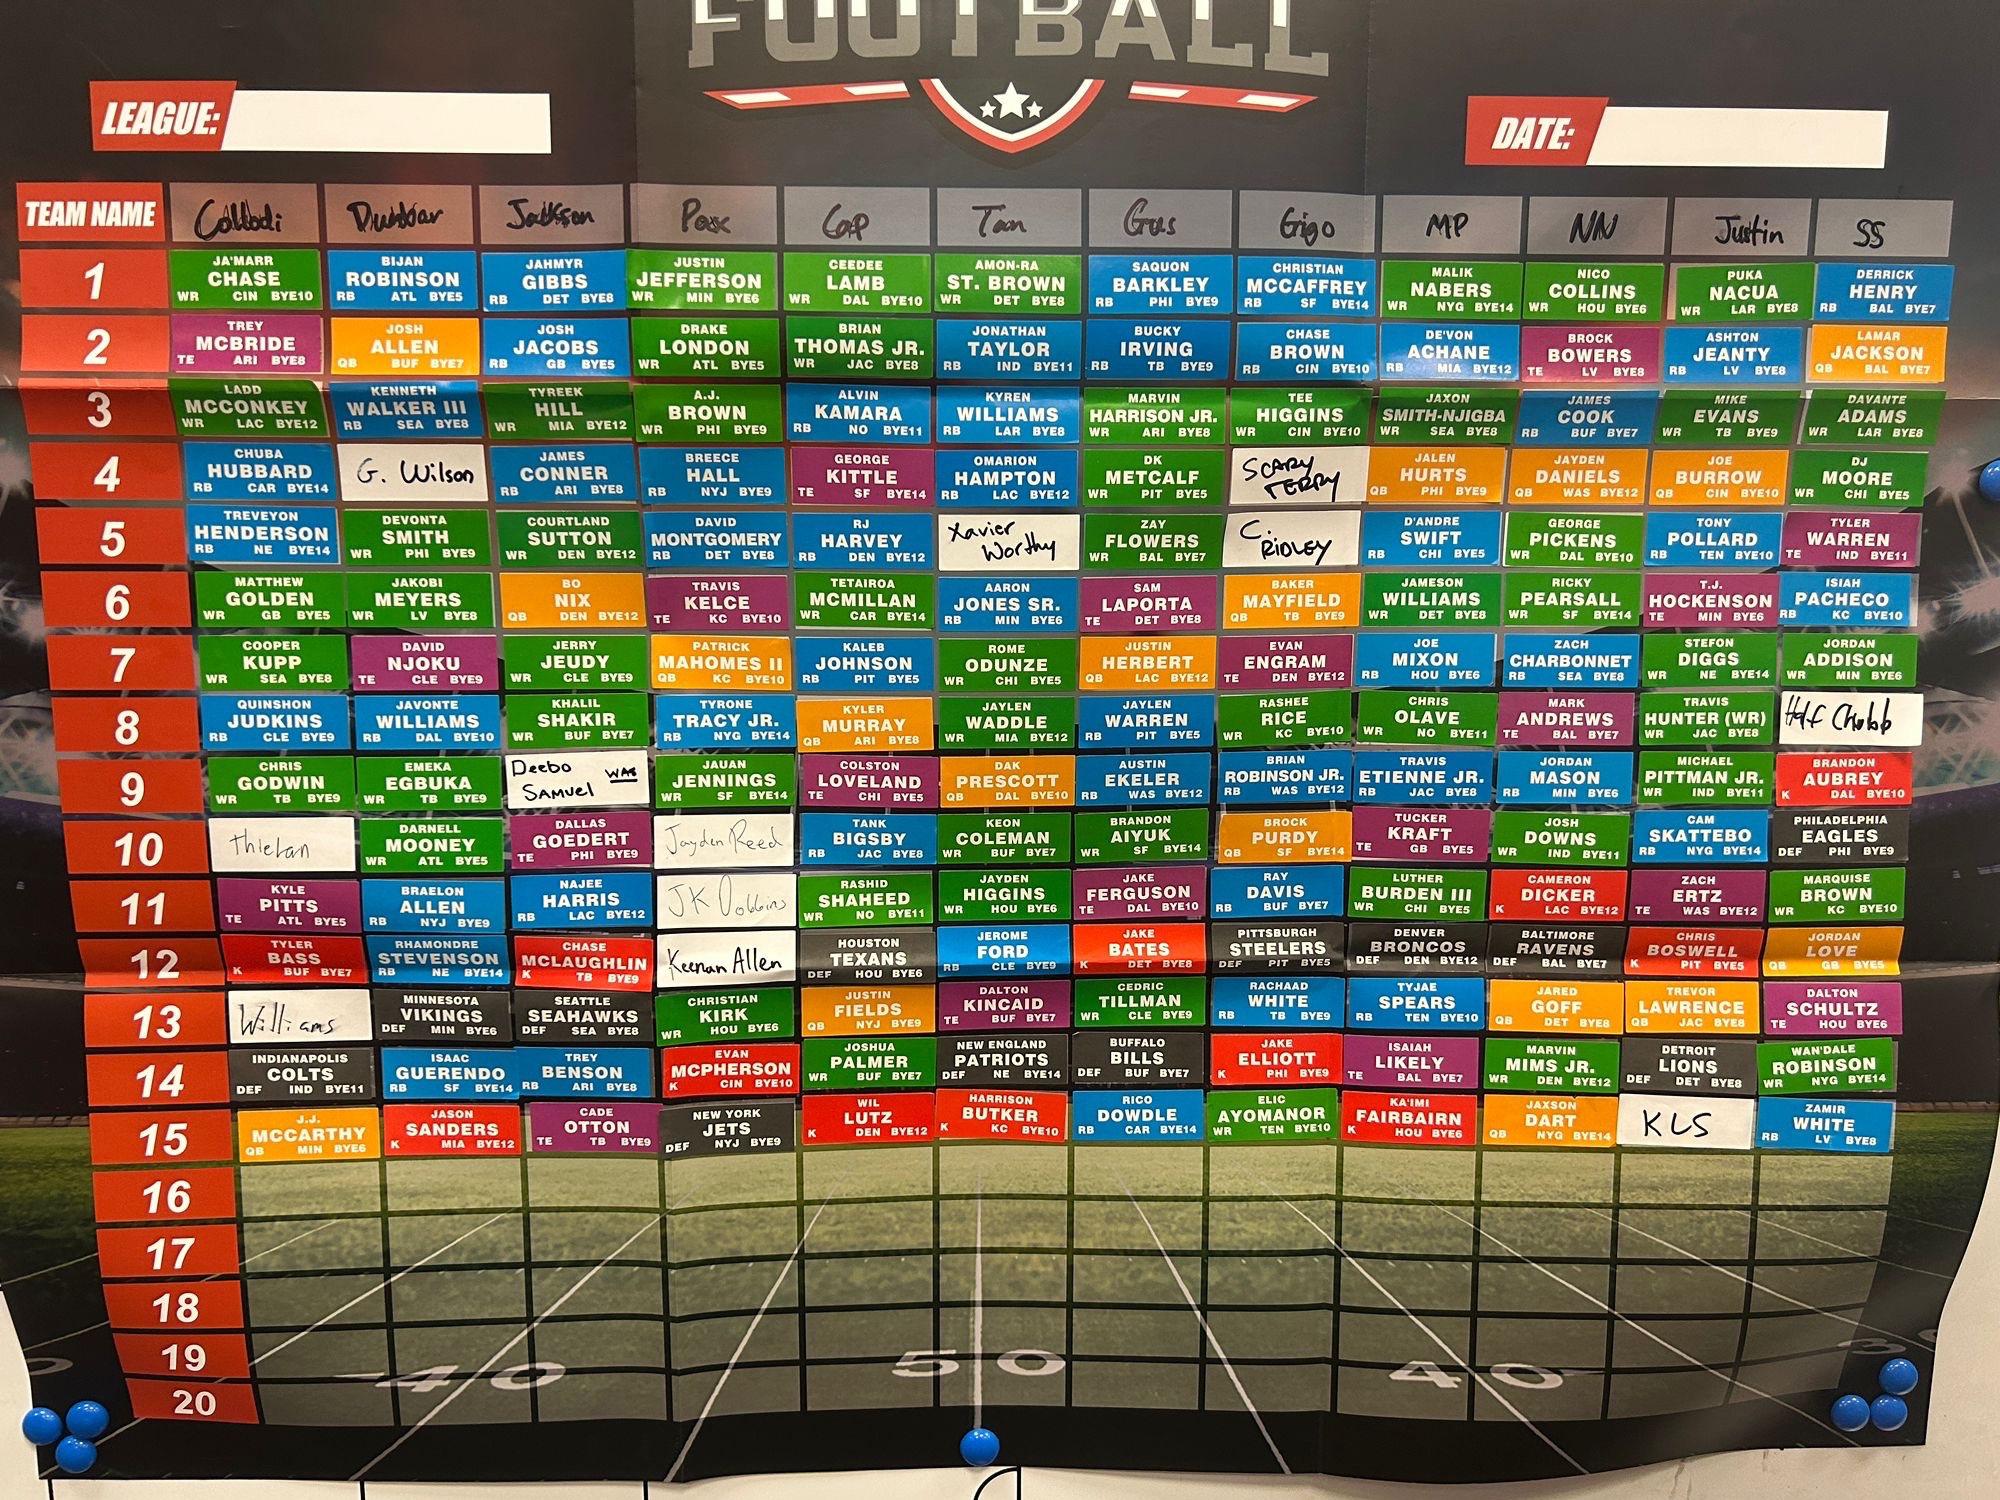 FOOTBALL
LEAGUE:
DATE:
TEAM NAME Collodi Dunbar Jackson Pax Cap Tan Gus Gigo MP NN Justin SS
1
JA'MARR BIJAN JAHMYR JUSTIN CEEDEE AMON-RA SAQUON CHRISTIAN MALIK NICO PUKA DERRICK
CHASE ROBINSON GIBBS JEFFERSON LAMB ST. BROWN BARKLEY MCCAFFREY NABERS COLLINS NACUA HENRY
WR CIN BYE10 RB ATL BYE5 RB DET BYE8 WR MIN BYE6 WR DAL BYE10 WR DET BYE8 RB PHI BYE9 RB SF BYE14 WR NYG BYE14 WR HOU BYE6 WR LAR BYE8 RB BAL BYE7
2
TREY JOSH JOSH DRAKE BRIAN JONATHAN BUCKY CHASE DE'VON BROCK ASHTON LAMAR
MCBRIDE ALLEN JACOBS LONDON THOMAS JR. TAYLOR IRVING BROWN ACHANE BOWERS JEANTY JACKSON
TE ARI BYE8 QB BUF BYE7 RB GB BYE5 WR ATL BYE5 WR JAC BYE8 RB IND BYE11 RB TB BYE9 RB CIN BYE10 RB MIA BYE12 TE LV BYE8 RB LV BYE8 QB BAL BYE7
3
LADD KENNETH TYREEK A.J. ALVIN KYREN MARVIN TEE JAXON JAMES MIKE DAVANTE
MCCONKEY WALKER III HILL BROWN KAMARA WILLIAMS HARRISON JR. HIGGINS SMITH-NJIGBA COOK EVANS ADAMS
WR LAC BYE12 RB SEA BYE8 WR MIA BYE12 WR PHI BYE9 RB NO BYE11 RB LAR BYE8 WR ARI BYE8 WR CIN BYE10 WR SEA BYE8 RB BUF BYE7 WR TB BYE9 WR LAR BYE8
4
CHUBA G. Wilson JAMES BREECE GEORGE OMARION DK SCARY JALEN JAYDEN JOE DJ
HUBBARD CONNER HALL KITTLE HAMPTON METCALF TERRY HURTS DANIELS BURROW MOORE
RB CAR BYE14 RB ARI BYE8 RB NYJ BYE9 TE SF BYE14 RB LAC BYE12 WR PIT BYE5 QB PHI BYE9 QB WAS BYE12 QB CIN BYE10 WR CHI BYE5
5
TREVEYON DEVONTA COURTLAND DAVID RJ Xavier ZAY C. D'ANDRE GEORGE TONY TYLER
HENDERSON SMITH SUTTON MONTGOMERY HARVEY Worthy FLOWERS RIDLEY SWIFT PICKENS POLLARD WARREN
RB NE BYE14 WR PHI BYE9 WR DEN BYE12 RB DET BYE8 RB DEN BYE12 WR BAL BYE7 RB CHI BYE5 WR DAL BYE10 RB TEN BYE10 TE IND BYE11
6
MATTHEW JAKOBI BO TRAVIS TETAIROA AARON SAM BAKER JAMESON RICKY T.J. ISIAH
GOLDEN MEYERS NIX KELCE MCMILLAN JONES SR. LAPORTA MAYFIELD WILLIAMS PEARSALL HOCKENSON PACHECO
WR GB BYE5 WR LV BYE8 QB DEN BYE12 TE KC BYE10 WR CAR BYE14 RB MIN BYE6 TE DET BYE8 QB TB BYE9 WR DET BYE8 WR SF BYE14 TE MIN BYE6 RB KC BYE10
7
COOPER DAVID JERRY PATRICK KALEB ROME JUSTIN EVAN JOE ZACH STEFON JORDAN
KUPP NJOKU JEUDY MAHOMES II JOHNSON ODUNZE HERBERT ENGRAM MIXON CHARBONNET DIGGS ADDISON
WR SEA BYE8 TE CLE BYE9 WR CLE BYE9 QB KC BYE10 RB PIT BYE5 WR CHI BYE5 QB LAC BYE12 TE DEN BYE12 RB HOU BYE6 RB SEA BYE8 WR NE BYE14 WR MIN BYE6
8
QUINSHON JAVONTE KHALIL TYRONE KYLER JAYLEN JAYLEN RASHEE CHRIS MARK TRAVIS Half Chubb
JUDKINS WILLIAMS SHAKIR TRACY JR. MURRAY WADDLE WARREN RICE OLAVE ANDREWS HUNTER (WR)
RB CLE BYE9 RB DAL BYE10 WR BUF BYE7 RB NYG BYE14 QB ARI BYE8 WR MIA BYE12 RB PIT BYE5 WR KC BYE10 WR NO BYE11 TE BAL BYE7 WR JAC BYE8
9
CHRIS EMEKA Deebo WAS JAUAN COLSTON DAK AUSTIN BRIAN TRAVIS JORDAN MICHAEL BRANDON
GODWIN EGBUKA SAMUEL JENNINGS LOVELAND PRESCOTT EKELER ROBINSON JR. ETIENNE JR. MASON PITTMAN JR. AUBREY
WR TB BYE9 WR TB BYE9 WR SF BYE14 TE CHI BYE5 QB DAL BYE10 RB WAS BYE12 RB WAS BYE12 RB JAC BYE8 RB MIN BYE6 WR IND BYE11 K DAL BYE10
10
Thielan DARNELL DALLAS Jayden Reed TANK KEON BRANDON BROCK TUCKER JOSH CAM PHILADELPHIA
MOONEY GOEDERT BIGSBY COLEMAN AIYUK PURDY KRAFT DOWNS SKATTEBO EAGLES
WR ATL BYE5 TE PHI BYE9 RB JAC BYE8 WR BUF BYE7 WR SF BYE14 QB SF BYE14 TE GB BYE5 WR IND BYE11 RB NYG BYE14 DEF PHI BYE9
11
KYLE BRAELON NAJEE JK Dobbins RASHID JAYDEN JAKE RAY LUTHER CAMERON ZACH MARQUISE
PITTS ALLEN HARRIS SHAHEED HIGGINS FERGUSON DAVIS BURDEN III DICKER ERTZ BROWN
TE ATL BYE5 RB NYJ BYE9 RB LAC BYE12 WR NO BYE11 WR HOU BYE6 TE DAL BYE10 RB BUF BYE7 WR CHI BYE5 K LAC BYE12 TE WAS BYE12 WR KC BYE10
12
TYLER RHAMONDRE CHASE Keenan Allen HOUSTON JEROME JAKE PITTSBURGH DENVER BALTIMORE CHRIS JORDAN
BASS STEVENSON MCLAUGHLIN TEXANS FORD BATES STEELERS BRONCOS RAVENS BOSWELL LOVE
K BUF BYE7 RB NE BYE14 K TB BYE9 DEF HOU BYE6 RB CLE BYE9 K DET BYE8 DEF PIT BYE5 DEF DEN BYE12 DEF BAL BYE7 K PIT BYE5 QB GB BYE5
13
Williams MINNESOTA SEATTLE CHRISTIAN JUSTIN DALTON CEDRIC RACHAAD TYJAE JARED TREVOR DALTON
VIKINGS SEAHAWKS KIRK FIELDS KINCAID TILLMAN WHITE SPEARS GOFF LAWRENCE SCHULTZ
DEF MIN BYE6 DEF SEA BYE8 WR HOU BYE6 QB NYJ BYE9 TE BUF BYE7 WR CLE BYE9 RB TB BYE9 RB TEN BYE10 QB DET BYE8 QB JAC BYE8 TE HOU BYE6
14
INDIANAPOLIS ISAAC TREY EVAN JOSHUA NEW ENGLAND BUFFALO JAKE ISAIAH MARVIN DETROIT WAN'DALE
COLTS GUERENDO BENSON MCPHERSON PALMER PATRIOTS BILLS ELLIOTT LIKELY MIMS JR. LIONS ROBINSON
DEF IND BYE11 RB SF BYE14 RB ARI BYE8 K CIN BYE10 WR BUF BYE7 DEF NE BYE14 DEF BUF BYE7 K PHI BYE9 TE BAL BYE7 WR DEN BYE12 DEF DET BYE8 WR NYG BYE14
15
J.J. JASON CADE NEW YORK WIL HARRISON RICO ELIC KA'IMI JAXSON KLS ZAMIR
MCCARTHY SANDERS OTTON JETS LUTZ BUTKER DOWDLE AYOMANOR FAIRBAIRN DART WHITE
QB MIN BYE6 K MIA BYE12 TE TB BYE9 DEF NYJ BYE9 K DEN BYE12 K KC BYE10 RB CAR BYE14 WR TEN BYE10 K HOU BYE6 QB NYG BYE14 RB LV BYE8
16
17
18
19
20
40 50 40